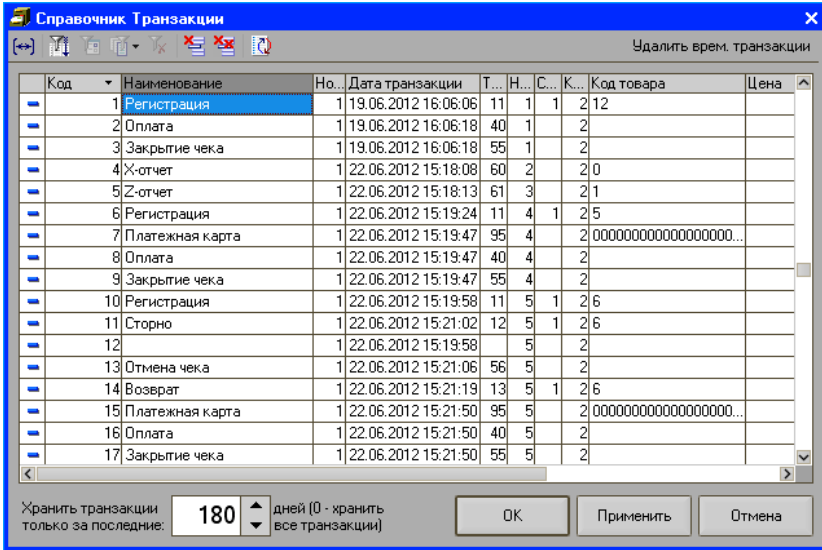 Справочник Транзакции
Удалить врем. транзакции
Код Наименование Но... Дата транзакции Т... Н... С... К... Код товара Цена
1 Регистрация 1 19.06.2012 16:06:06 11 1 1 2 12
2 Оплата 1 19.06.2012 16:06:18 40 1 2
3 Закрытие чека 1 19.06.2012 16:06:18 55 1 2
4 X-отчет 1 22.06.2012 15:18:08 60 2 2 0
5 Z-отчет 1 22.06.2012 15:18:13 61 3 2 1
6 Регистрация 1 22.06.2012 15:19:24 11 4 1 2 5
7 Платежная карта 1 22.06.2012 15:19:47 95 4 2 000000000000000000...
8 Оплата 1 22.06.2012 15:19:47 40 4 2
9 Закрытие чека 1 22.06.2012 15:19:47 55 4 2
10 Регистрация 1 22.06.2012 15:19:58 11 5 1 2 6
11 Сторно 1 22.06.2012 15:21:02 12 5 1 2 6
12 1 22.06.2012 15:19:58 5 2
13 Отмена чека 1 22.06.2012 15:21:06 56 5 2
14 Возврат 1 22.06.2012 15:21:19 13 5 1 2 6
15 Платежная карта 1 22.06.2012 15:21:50 95 5 2 000000000000000000...
16 Оплата 1 22.06.2012 15:21:50 40 5 2
17 Закрытие чека 1 22.06.2012 15:21:50 55 5 2
Хранить транзакции
только за последние:
180
дней (0 - хранить
все транзакции)
ОК
Применить
Отмена